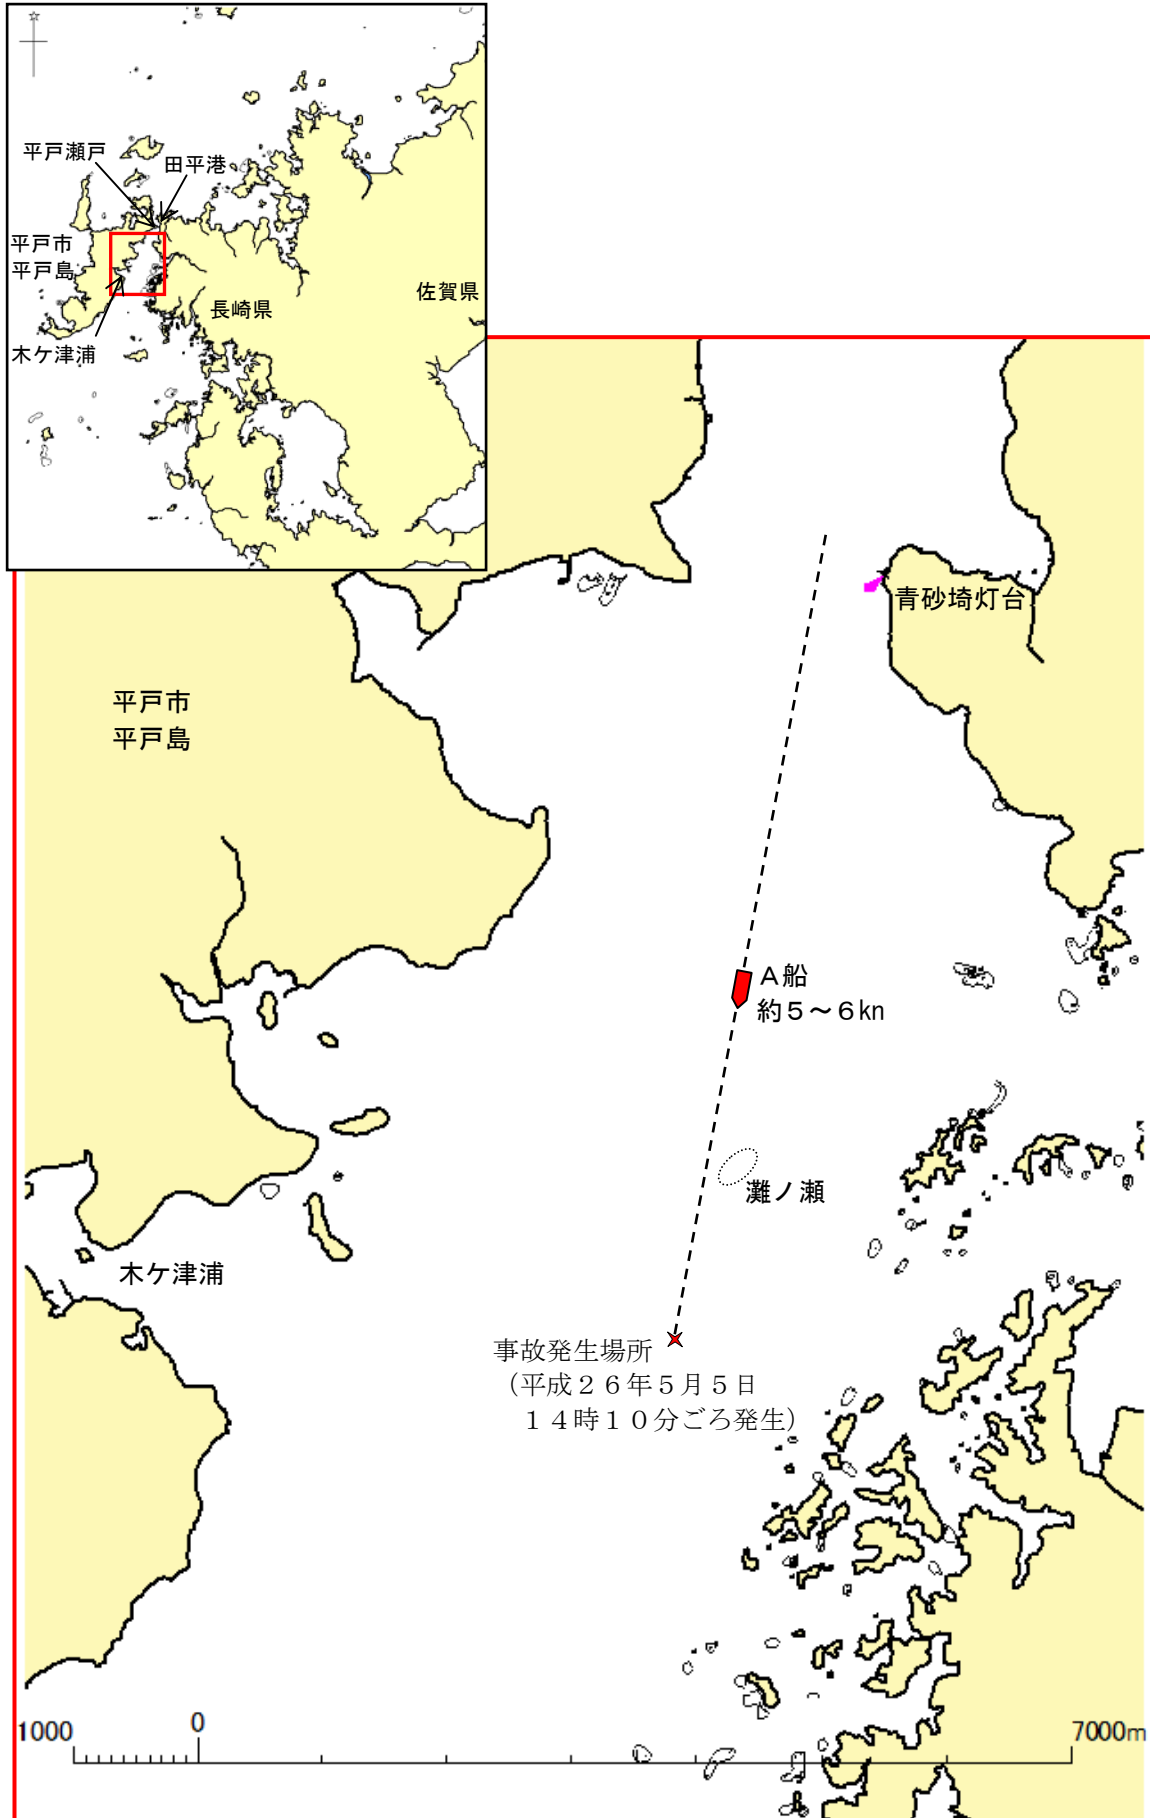 平戸瀬戸
田平港
平戸市
平戸島
佐賀県
長崎県
木ケ津浦
青砂埼灯台
平戸市
平戸島
A船
約5～6kn
灘ノ瀬
木ケ津浦
事故発生場所
（平成26年5月5日
14時10分ごろ発生）
1000
0
7000m